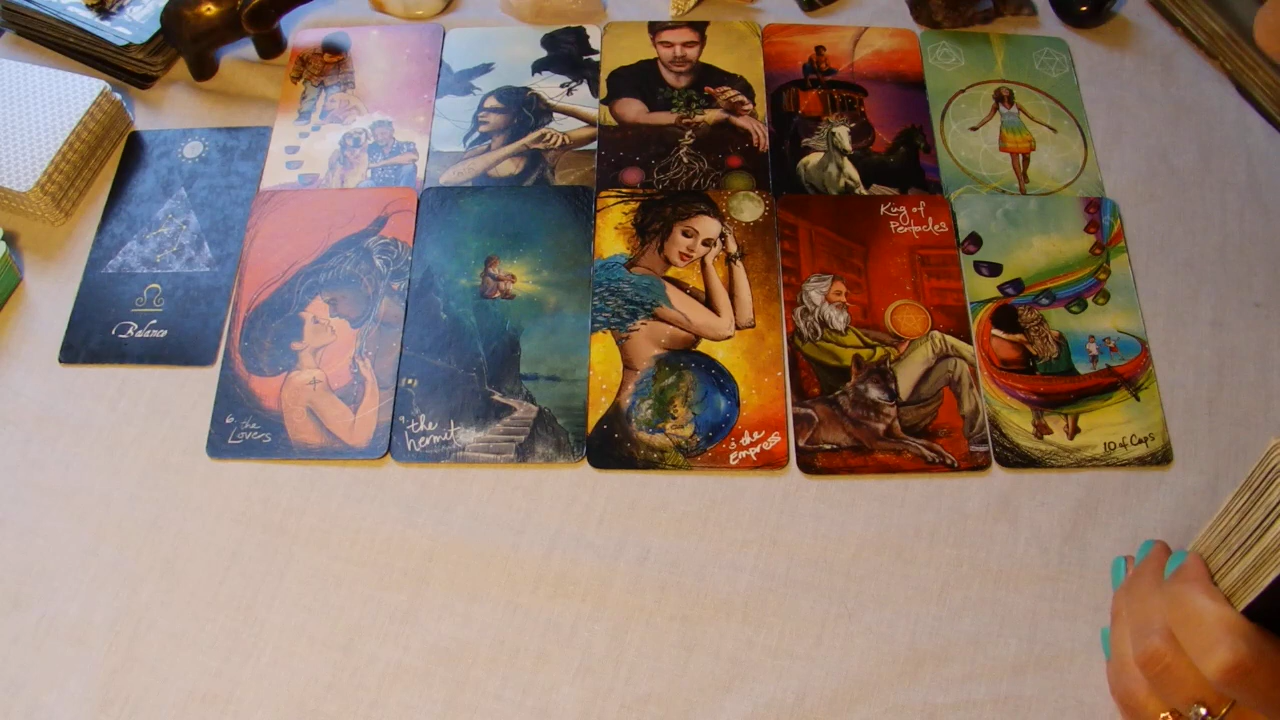 Balance
6. the
Lovers
9. the
hermit
3 the
Empress
King of
Pentacles
10 of Cups